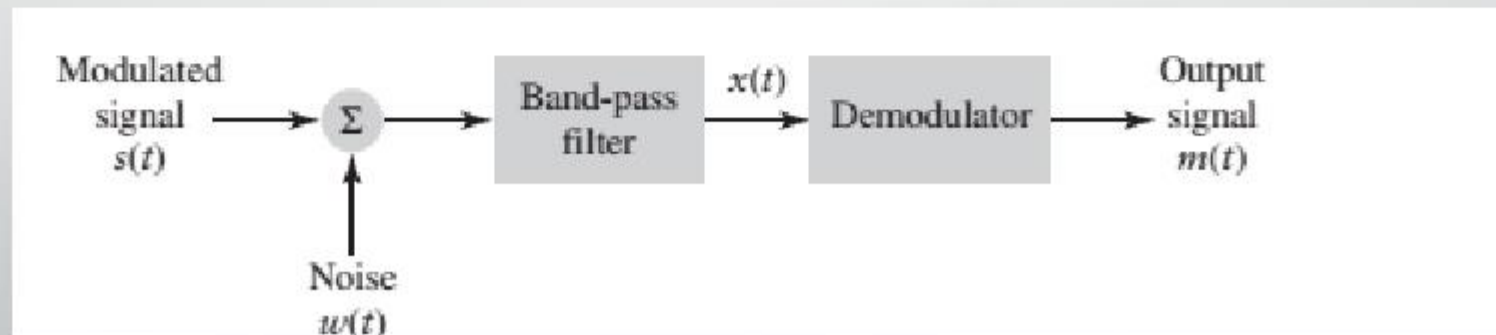 Modulated
signal
s(t)
Σ
Noise
w(t)
Band-pass
filter
x(t)
Demodulator
Output
signal
m(t)